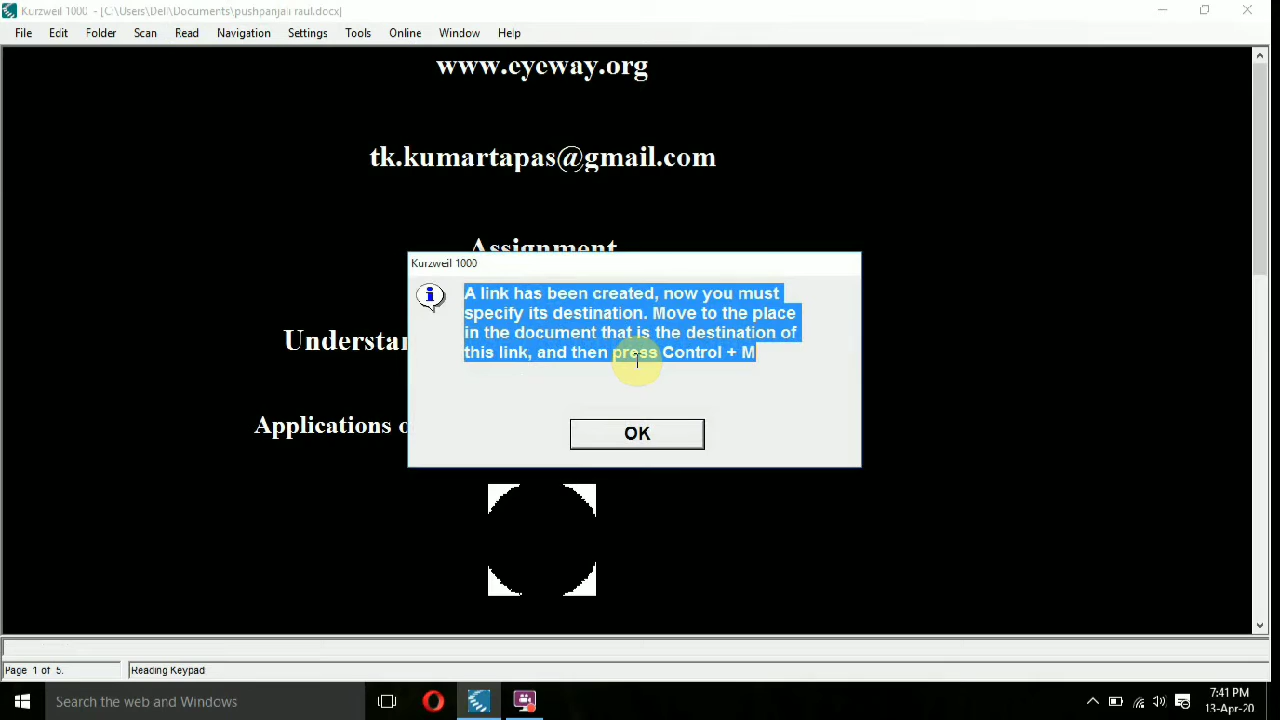 Kurzweil 1000 - [C:\Users\Dell\Documents\pushpanjali raul.docx]
File Edit Folder Scan Read Navigation Settings Tools Online Window Help
www.eyeway.org
tk.kumartapas@gmail.com
Assignment
Kurzweil 1000
A link has been created, now you must
specify its destination. Move to the place
in the document that is the destination of
this link, and then press Control + M
OK
Understan
Applications o
Page 1 of 5.
Reading Keypad
Search the web and Windows
7:41 PM
13-Apr-20